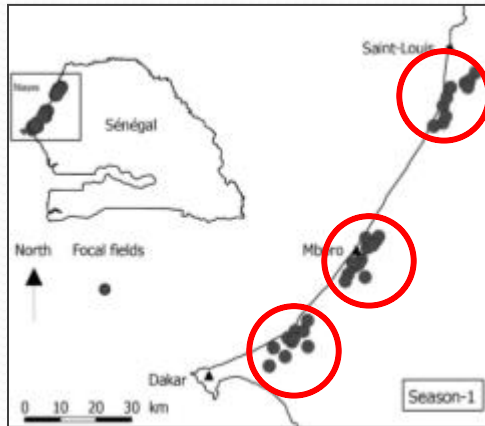 Saint-Louis
Niayes
Sénégal
Mboro
North
Focal fields
Dakar
Season-1
0 10 20 30
km